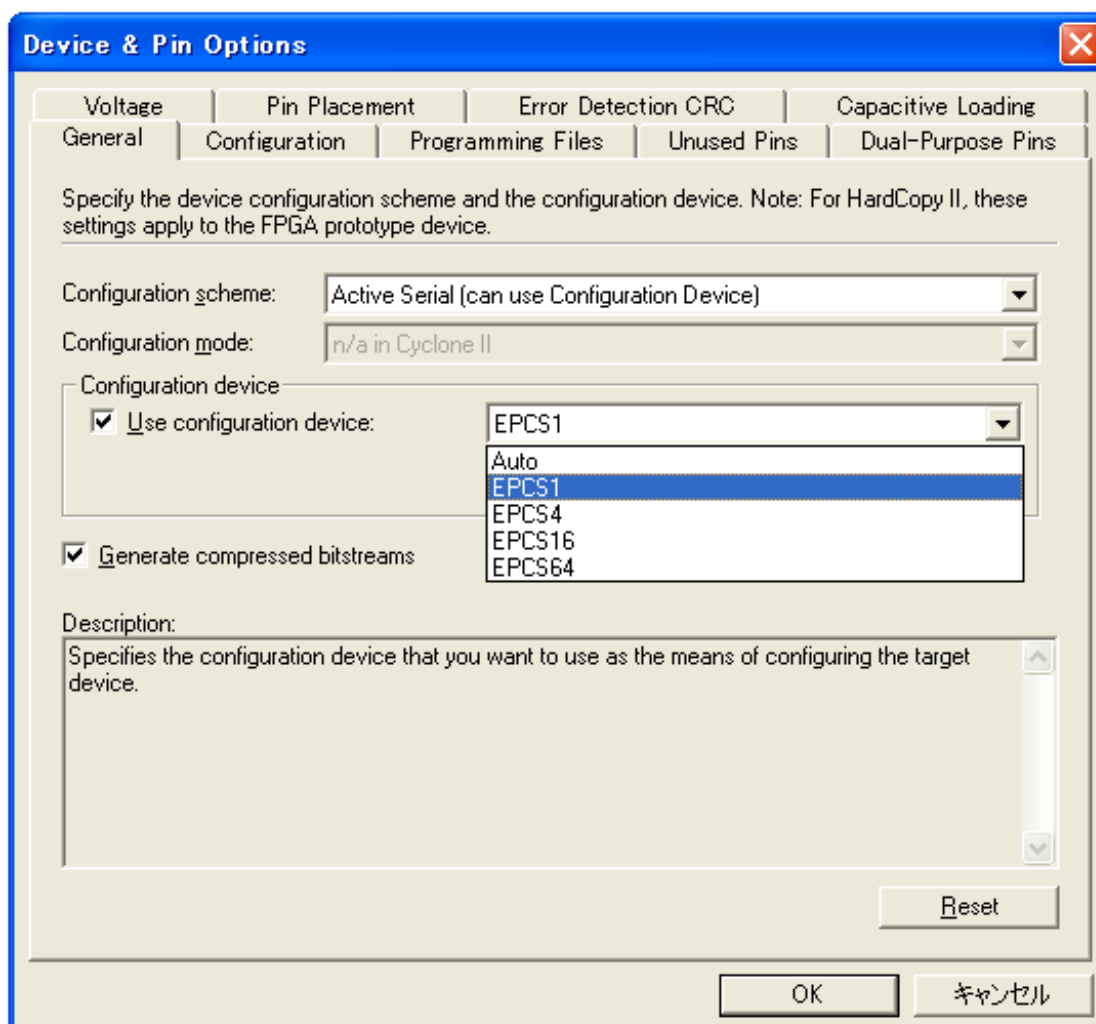 Device & Pin Options
Voltage
Pin Placement
Error Detection CRC
Capacitive Loading
General
Configuration
Programming Files
Unused Pins
Dual-Purpose Pins
Specify the device configuration scheme and the configuration device. Note: For HardCopy II, these
settings apply to the FPGA prototype device.
Configuration scheme:
Active Serial (can use Configuration Device)
Configuration mode:
n/a in Cyclone II
Configuration device
Use configuration device:
EPCS1
Auto
EPCS1
EPCS4
EPCS16
EPCS64
Generate compressed bitstreams
Description:
Specifies the configuration device that you want to use as the means of configuring the target
device.
Reset
OK
キャンセル